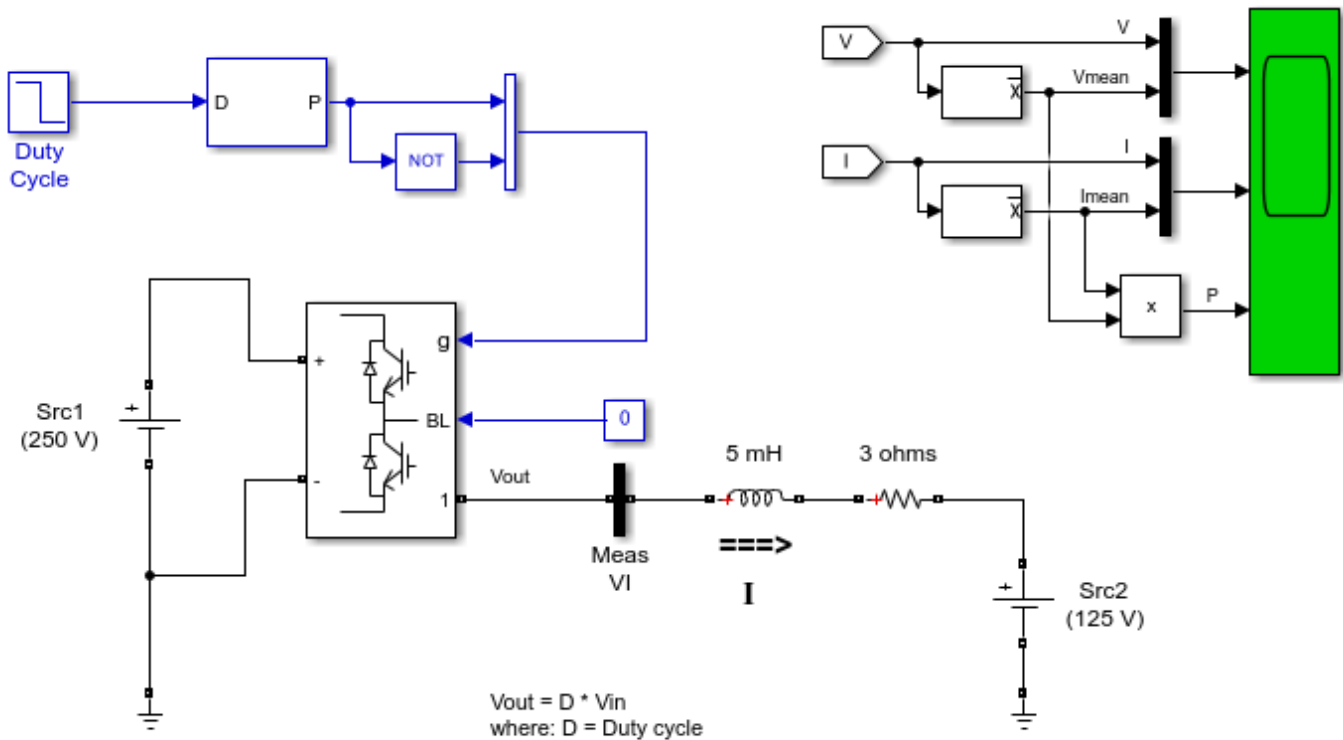 D
P
NOT
Duty
Cycle
V
V
X
Vmean
I
I
X
Imean
x
P
g
+
+
Src1
(250 V)
BL
0
-
1
Vout
5 mH
3 ohms
===>
I
Meas
VI
+
Src2
(125 V)
Vout = D * Vin
where: D = Duty cycle